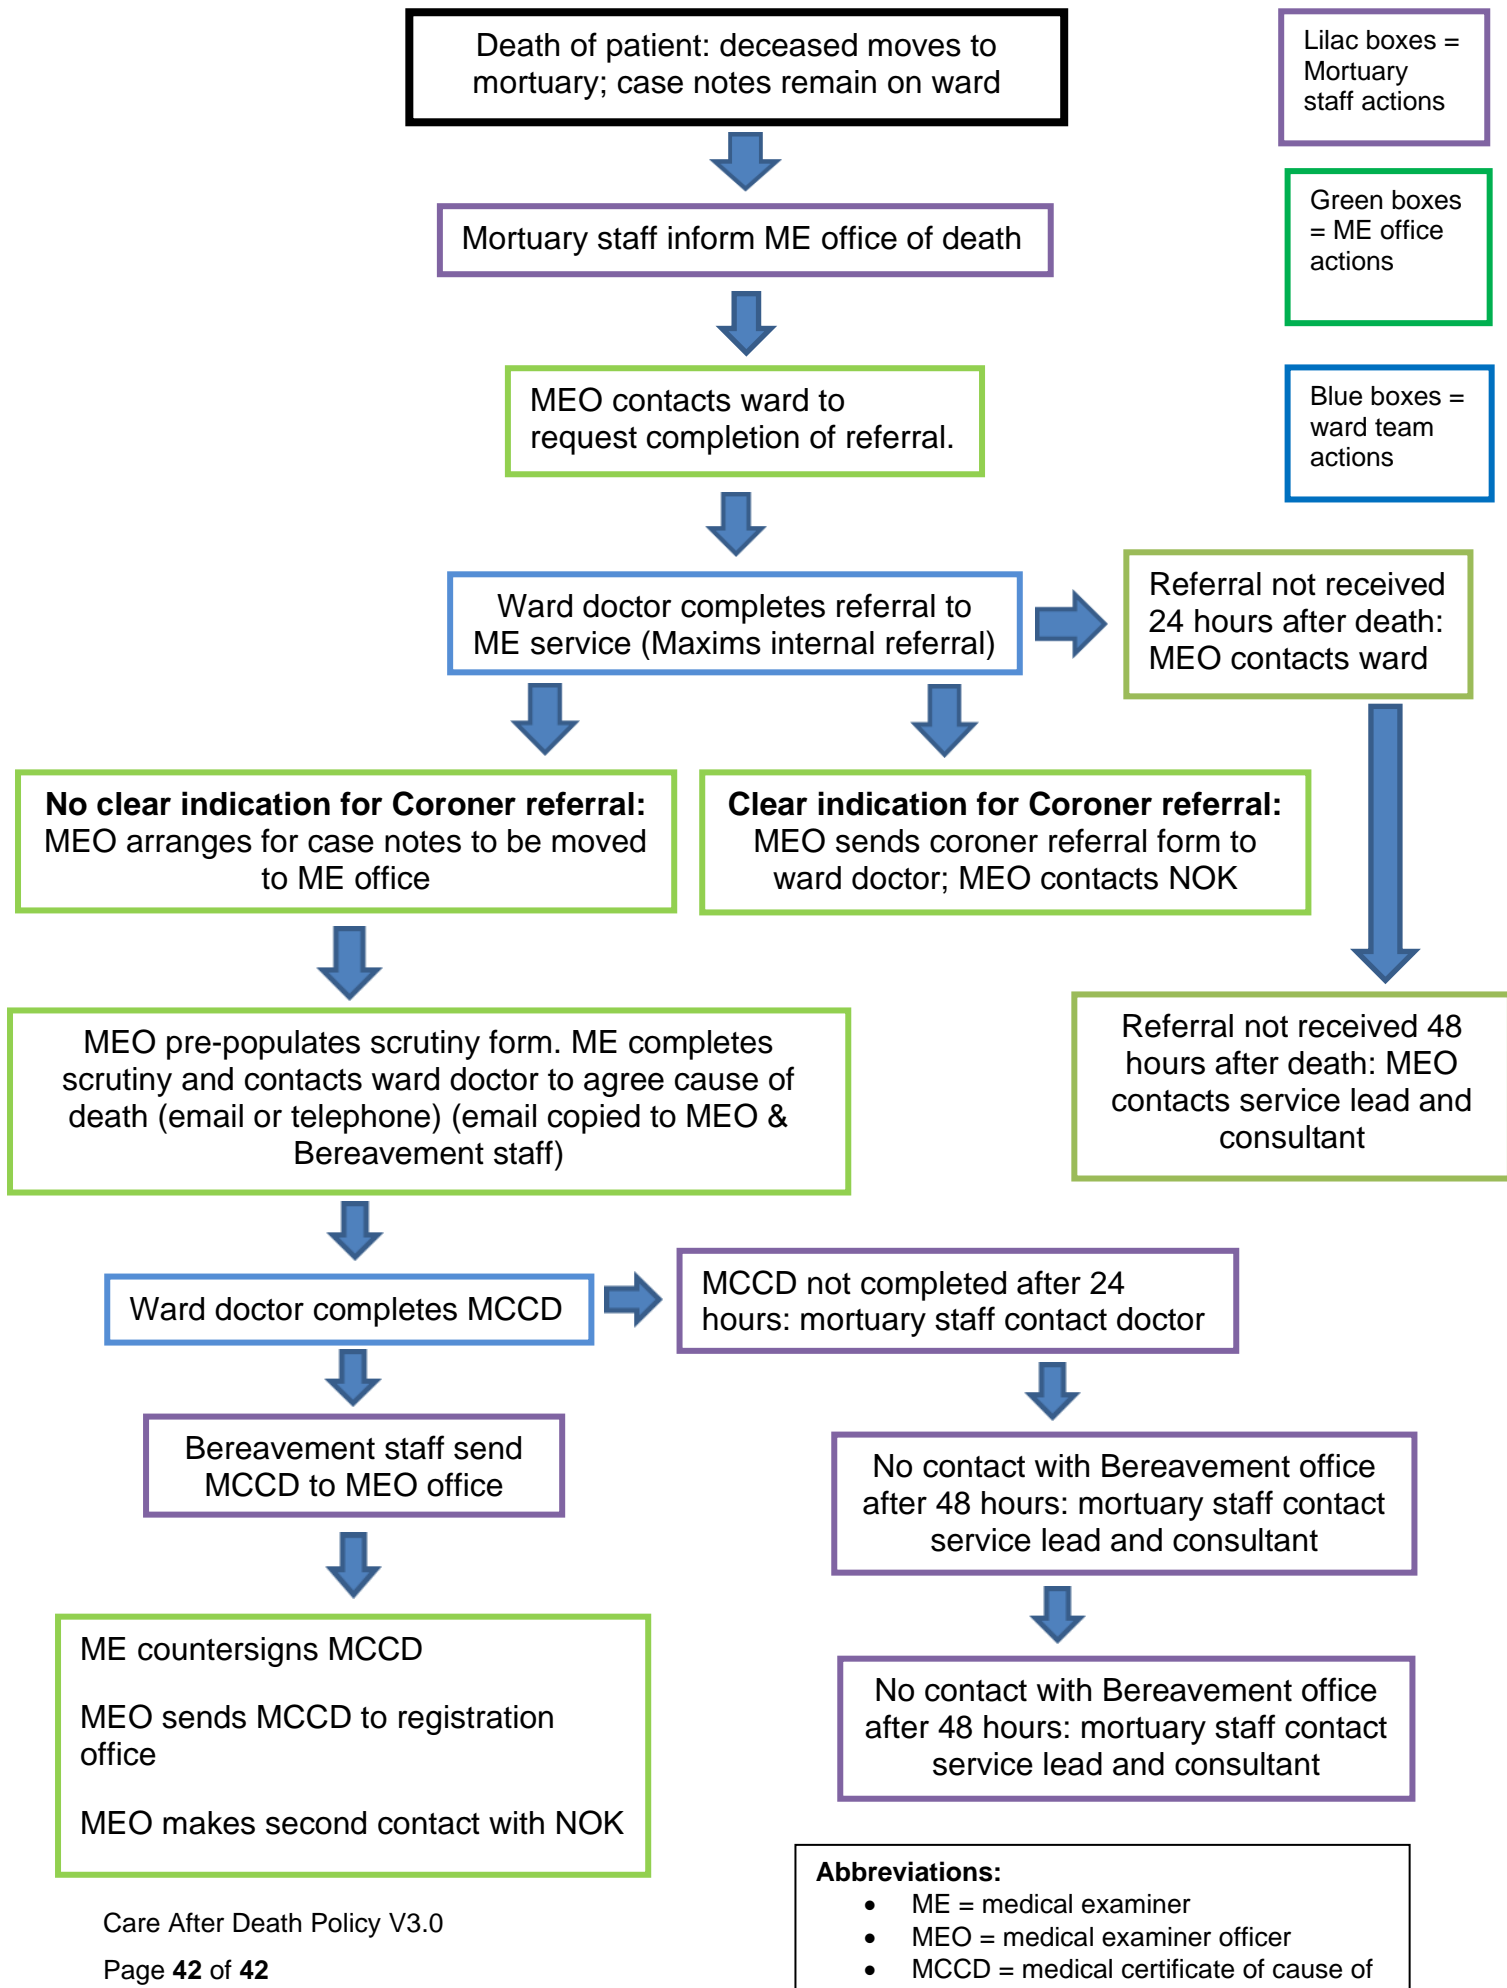 Death of patient: deceased moves to
mortuary; case notes remain on ward
Lilac boxes =
Mortuary
staff actions
Mortuary staff inform ME office of death
Green boxes
= ME office
actions
MEO contacts ward to
request completion of referral.
Blue boxes =
ward team
actions
Ward doctor completes referral to
ME service (Maxims internal referral)
Referral not received
24 hours after death:
MEO contacts ward
No clear indication for Coroner referral:
MEO arranges for case notes to be moved
to ME office
Clear indication for Coroner referral:
MEO sends coroner referral form to
ward doctor; MEO contacts NOK
MEO pre-populates scrutiny form. ME completes
scrutiny and contacts ward doctor to agree cause of
death (email or telephone) (email copied to MEO &
Bereavement staff)
Referral not received 48
hours after death: MEO
contacts service lead and
consultant
Ward doctor completes MCCD
MCCD not completed after 24
hours: mortuary staff contact doctor
Bereavement staff send
MCCD to MEO office
No contact with Bereavement office
after 48 hours: mortuary staff contact
service lead and consultant
ME countersigns MCCD
MEO sends MCCD to registration
office
MEO makes second contact with NOK
No contact with Bereavement office
after 48 hours: mortuary staff contact
service lead and consultant
Abbreviations:
• ME = medical examiner
• MEO = medical examiner officer
• MCCD = medical certificate of cause of
Care After Death Policy V3.0
Page 42 of 42